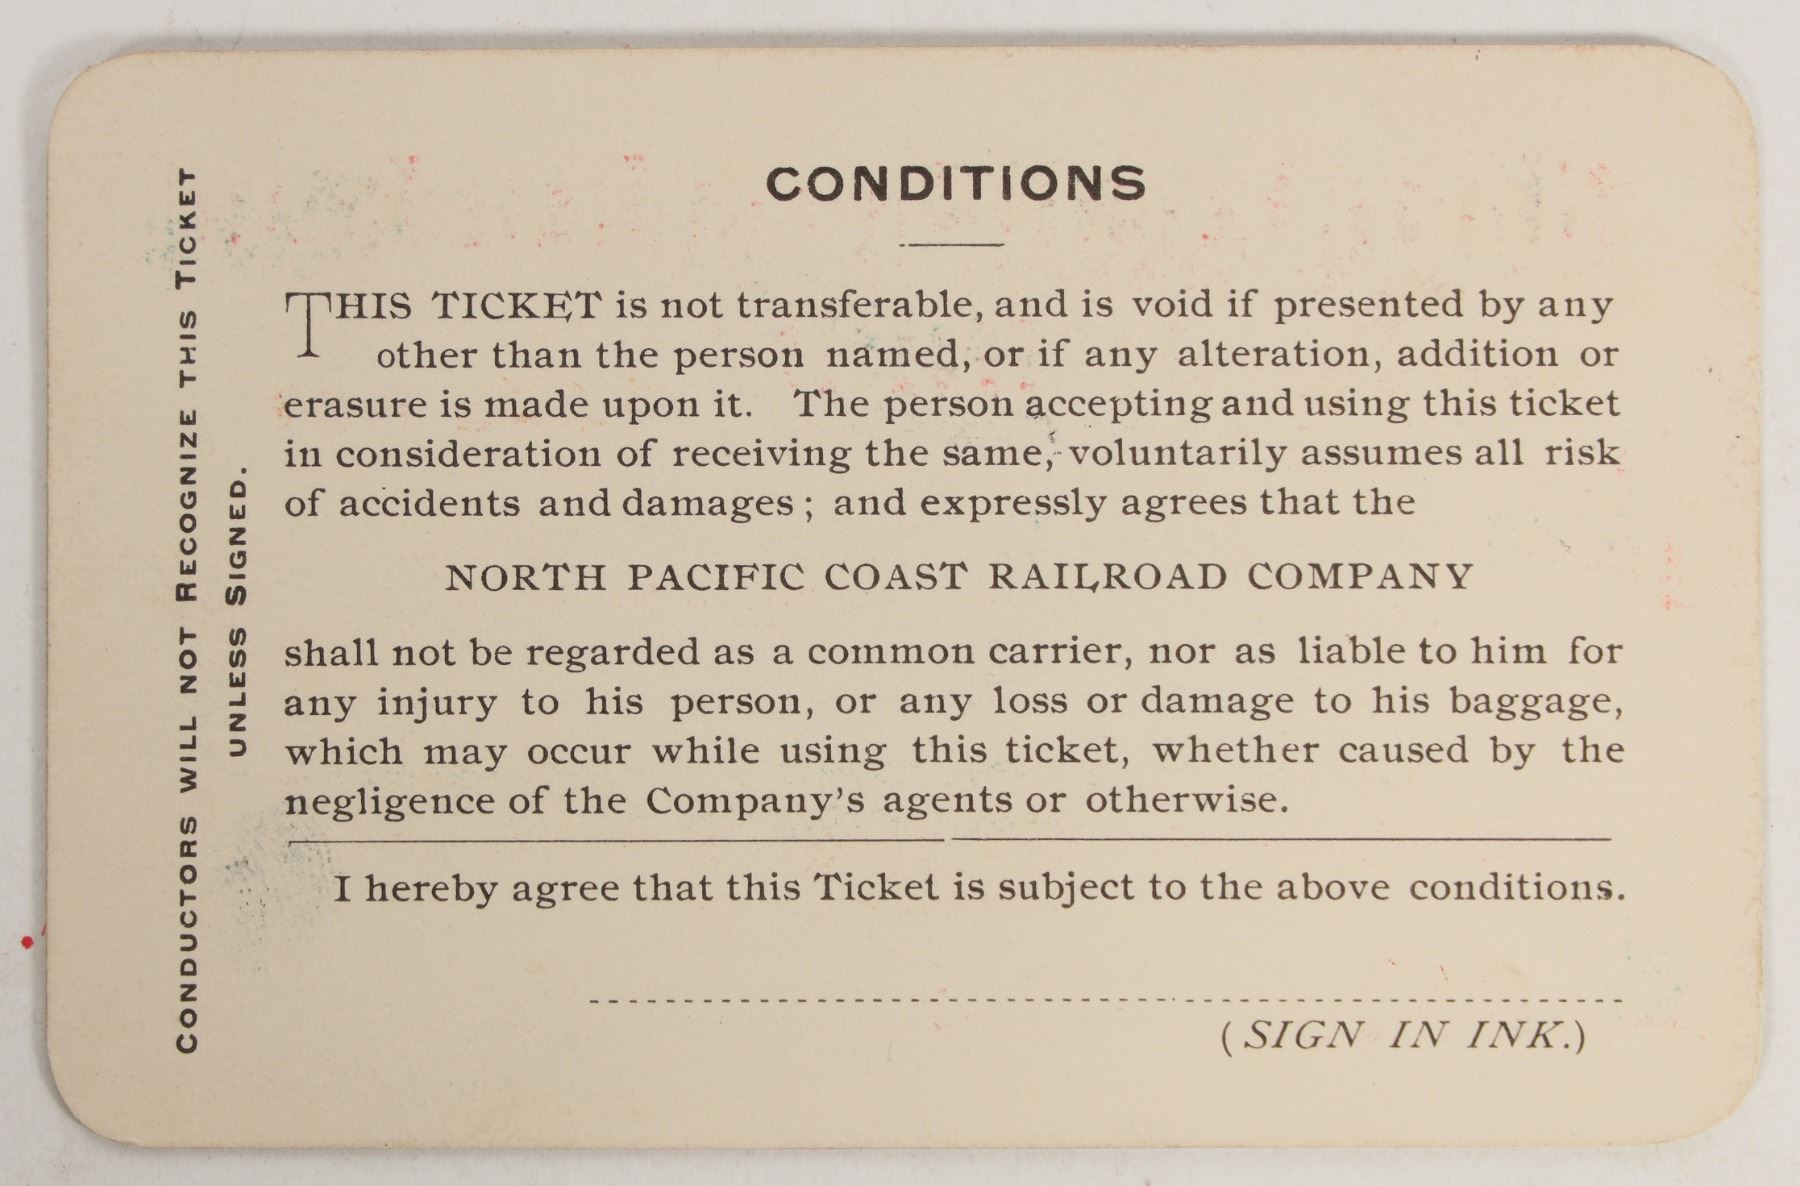 CONDITIONS
THIS TICKET is not transferable, and is void if presented by any
other than the person named, or if any alteration, addition or
erasure is made upon it. The person accepting and using this ticket
in consideration of receiving the same, voluntarily assumes all risk
of accidents and damages; and expressly agrees that the
NORTH PACIFIC COAST RAILROAD COMPANY
shall not be regarded as a common carrier, nor as liable to him for
any injury to his person, or any loss or damage to his baggage,
which may occur while using this ticket, whether caused by the
negligence of the Company's agents or otherwise.
I hereby agree that this Ticket is subject to the above conditions.
(SIGN IN INK.)
CONDUCTORS WILL NOT RECOGNIZE THIS TICKET
UNLESS SIGNED.